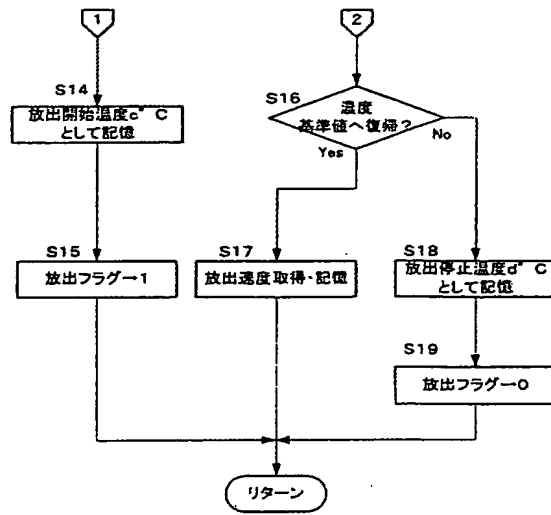 1
2
S14
放出開始温度c°C
として記憶
S16
温度
基準値へ復帰？
Yes
No
S15
放出フラグ→1
S17
放出速度取得・記憶
S18
放出停止温度d°C
として記憶
S19
放出フラグ→0
リターン